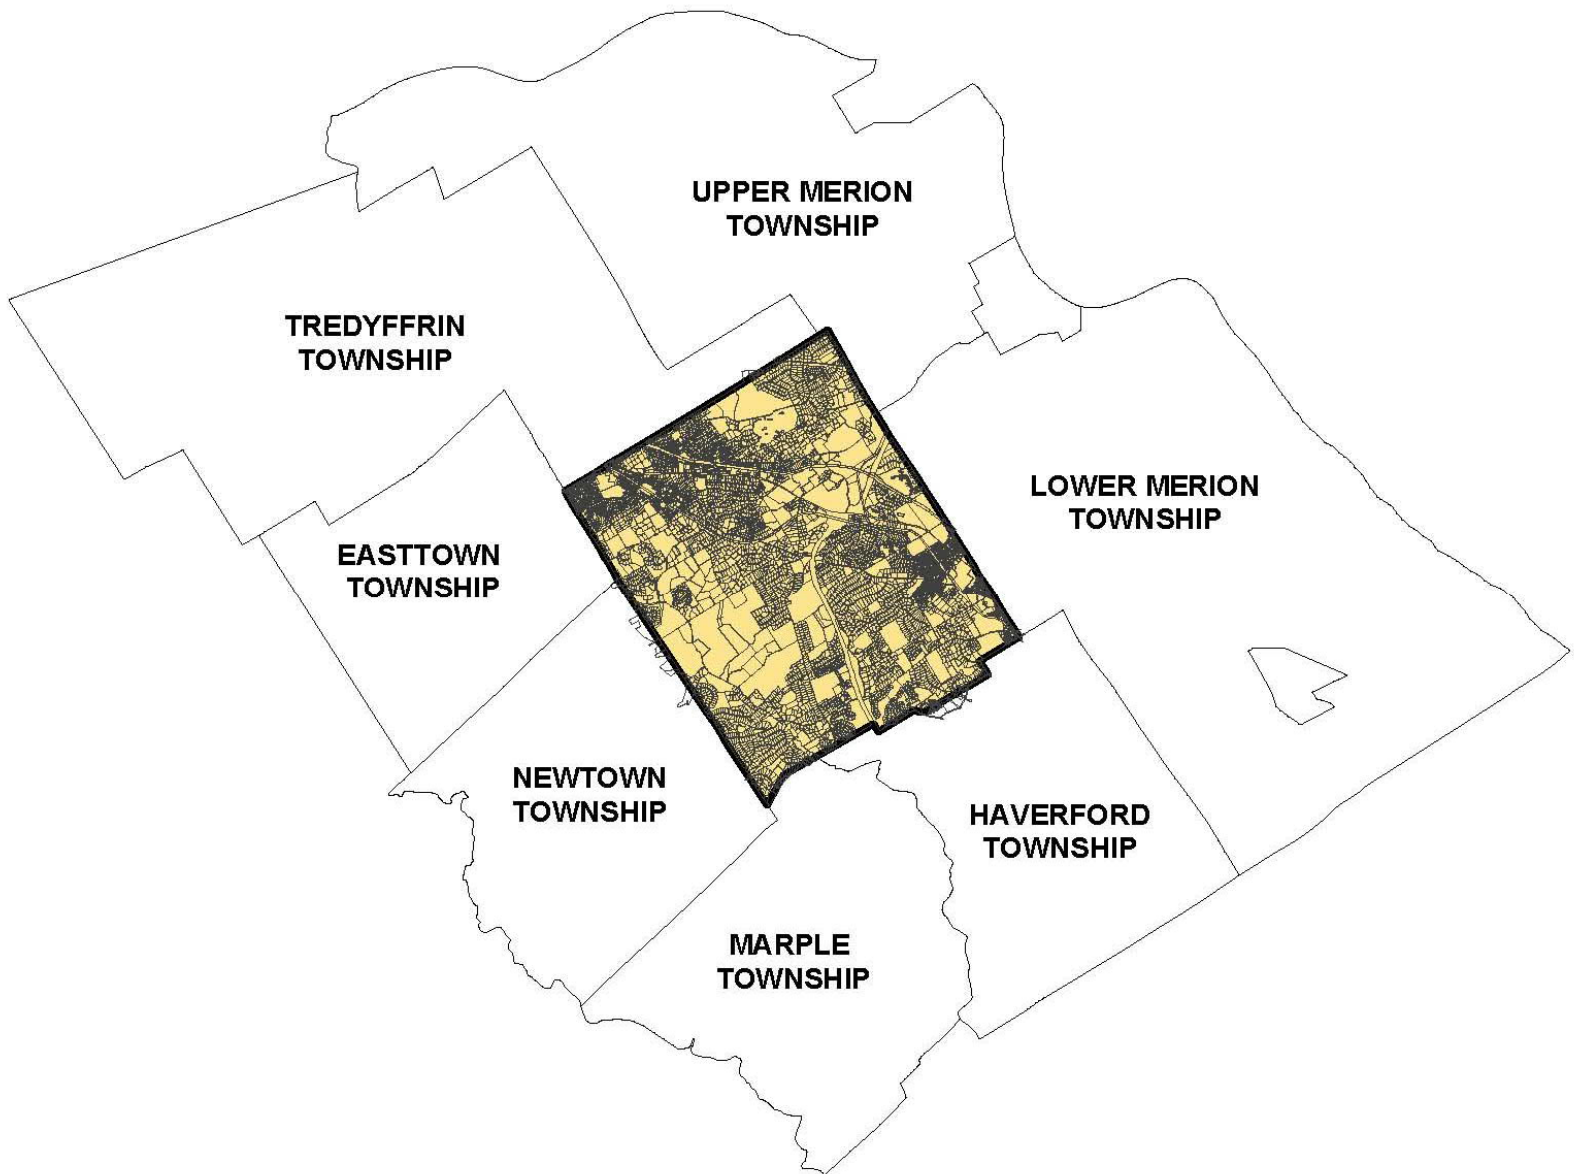 UPPER MERION
TOWNSHIP
TREDYFFRIN
TOWNSHIP
LOWER MERION
TOWNSHIP
EASTTOWN
TOWNSHIP
NEWTOWN
TOWNSHIP
HAVERFORD
TOWNSHIP
MARPLE
TOWNSHIP